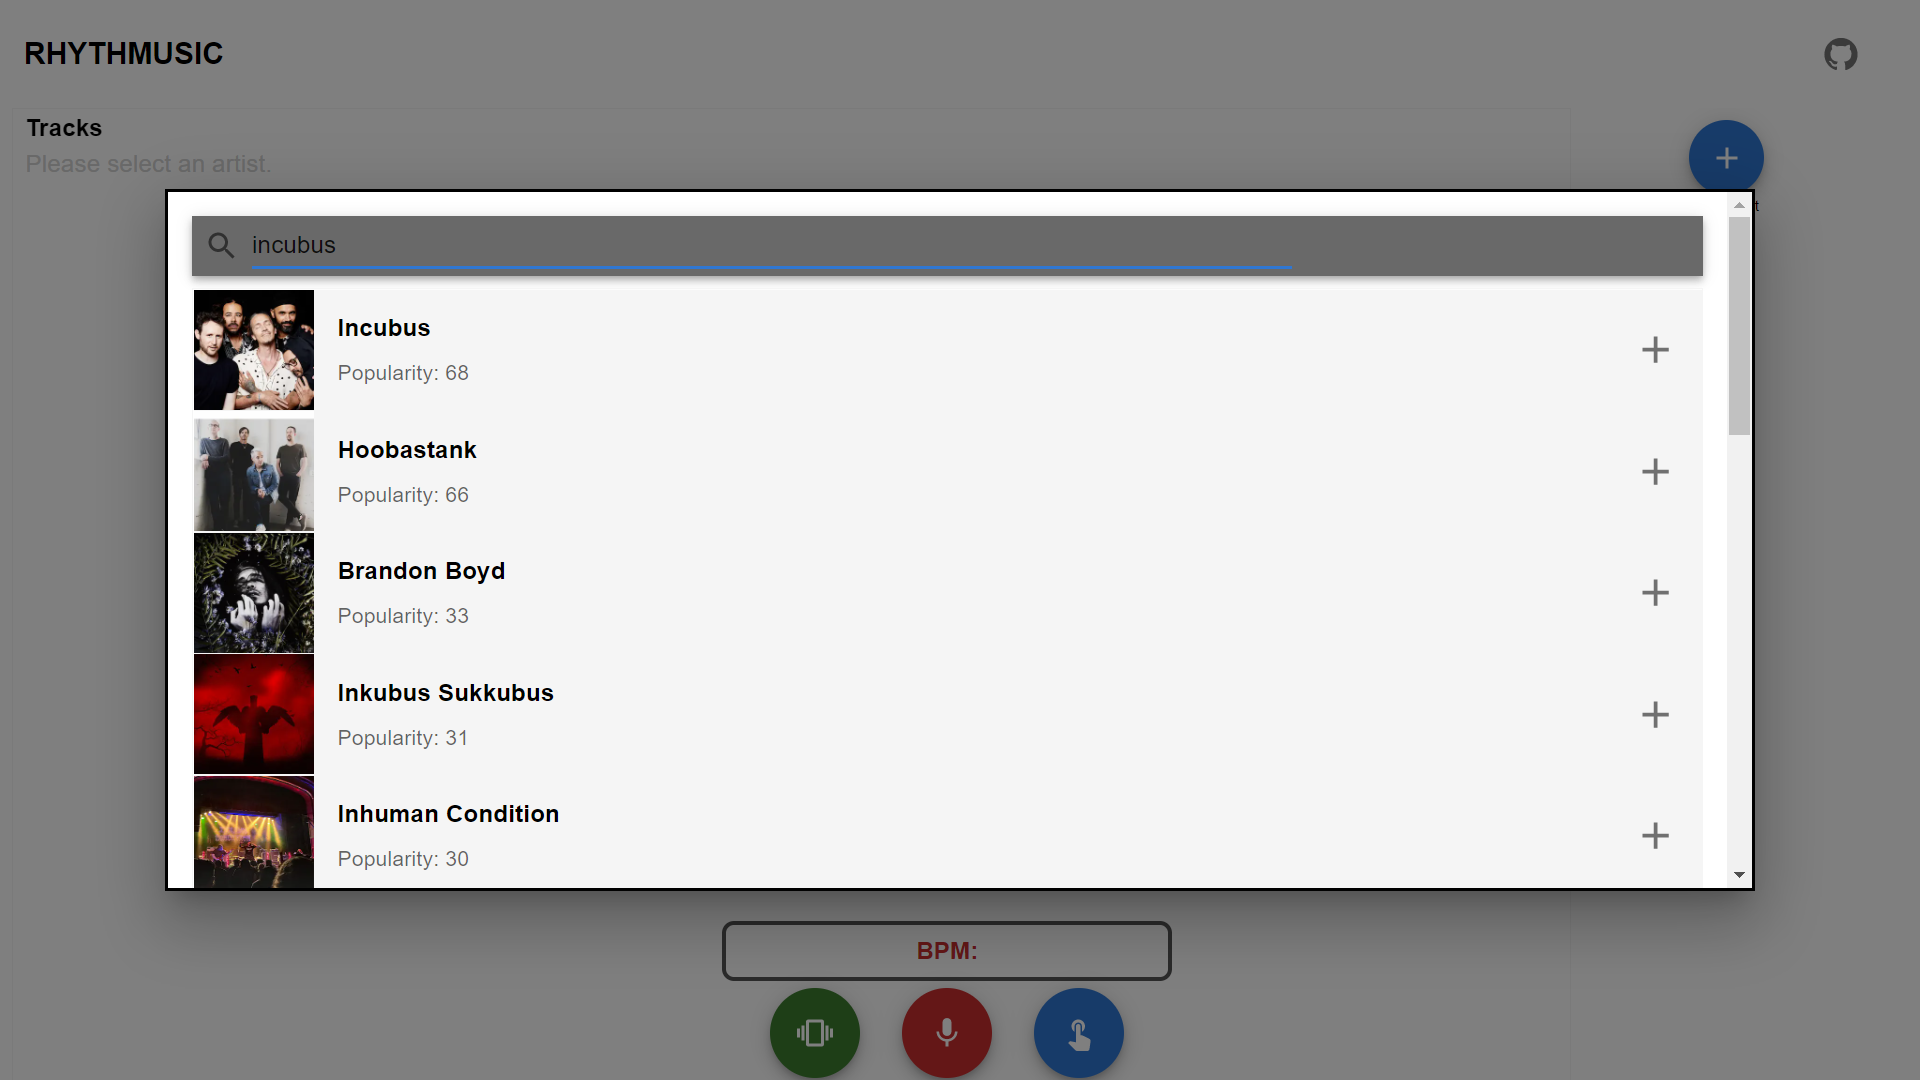 RHYTHMUSIC
Tracks
Please select an artist.
incubus
Incubus
Popularity: 68
Hoobastank
Popularity: 66
Brandon Boyd
Popularity: 33
Inkubus Sukkubus
Popularity: 31
Inhuman Condition
Popularity: 30
BPM: